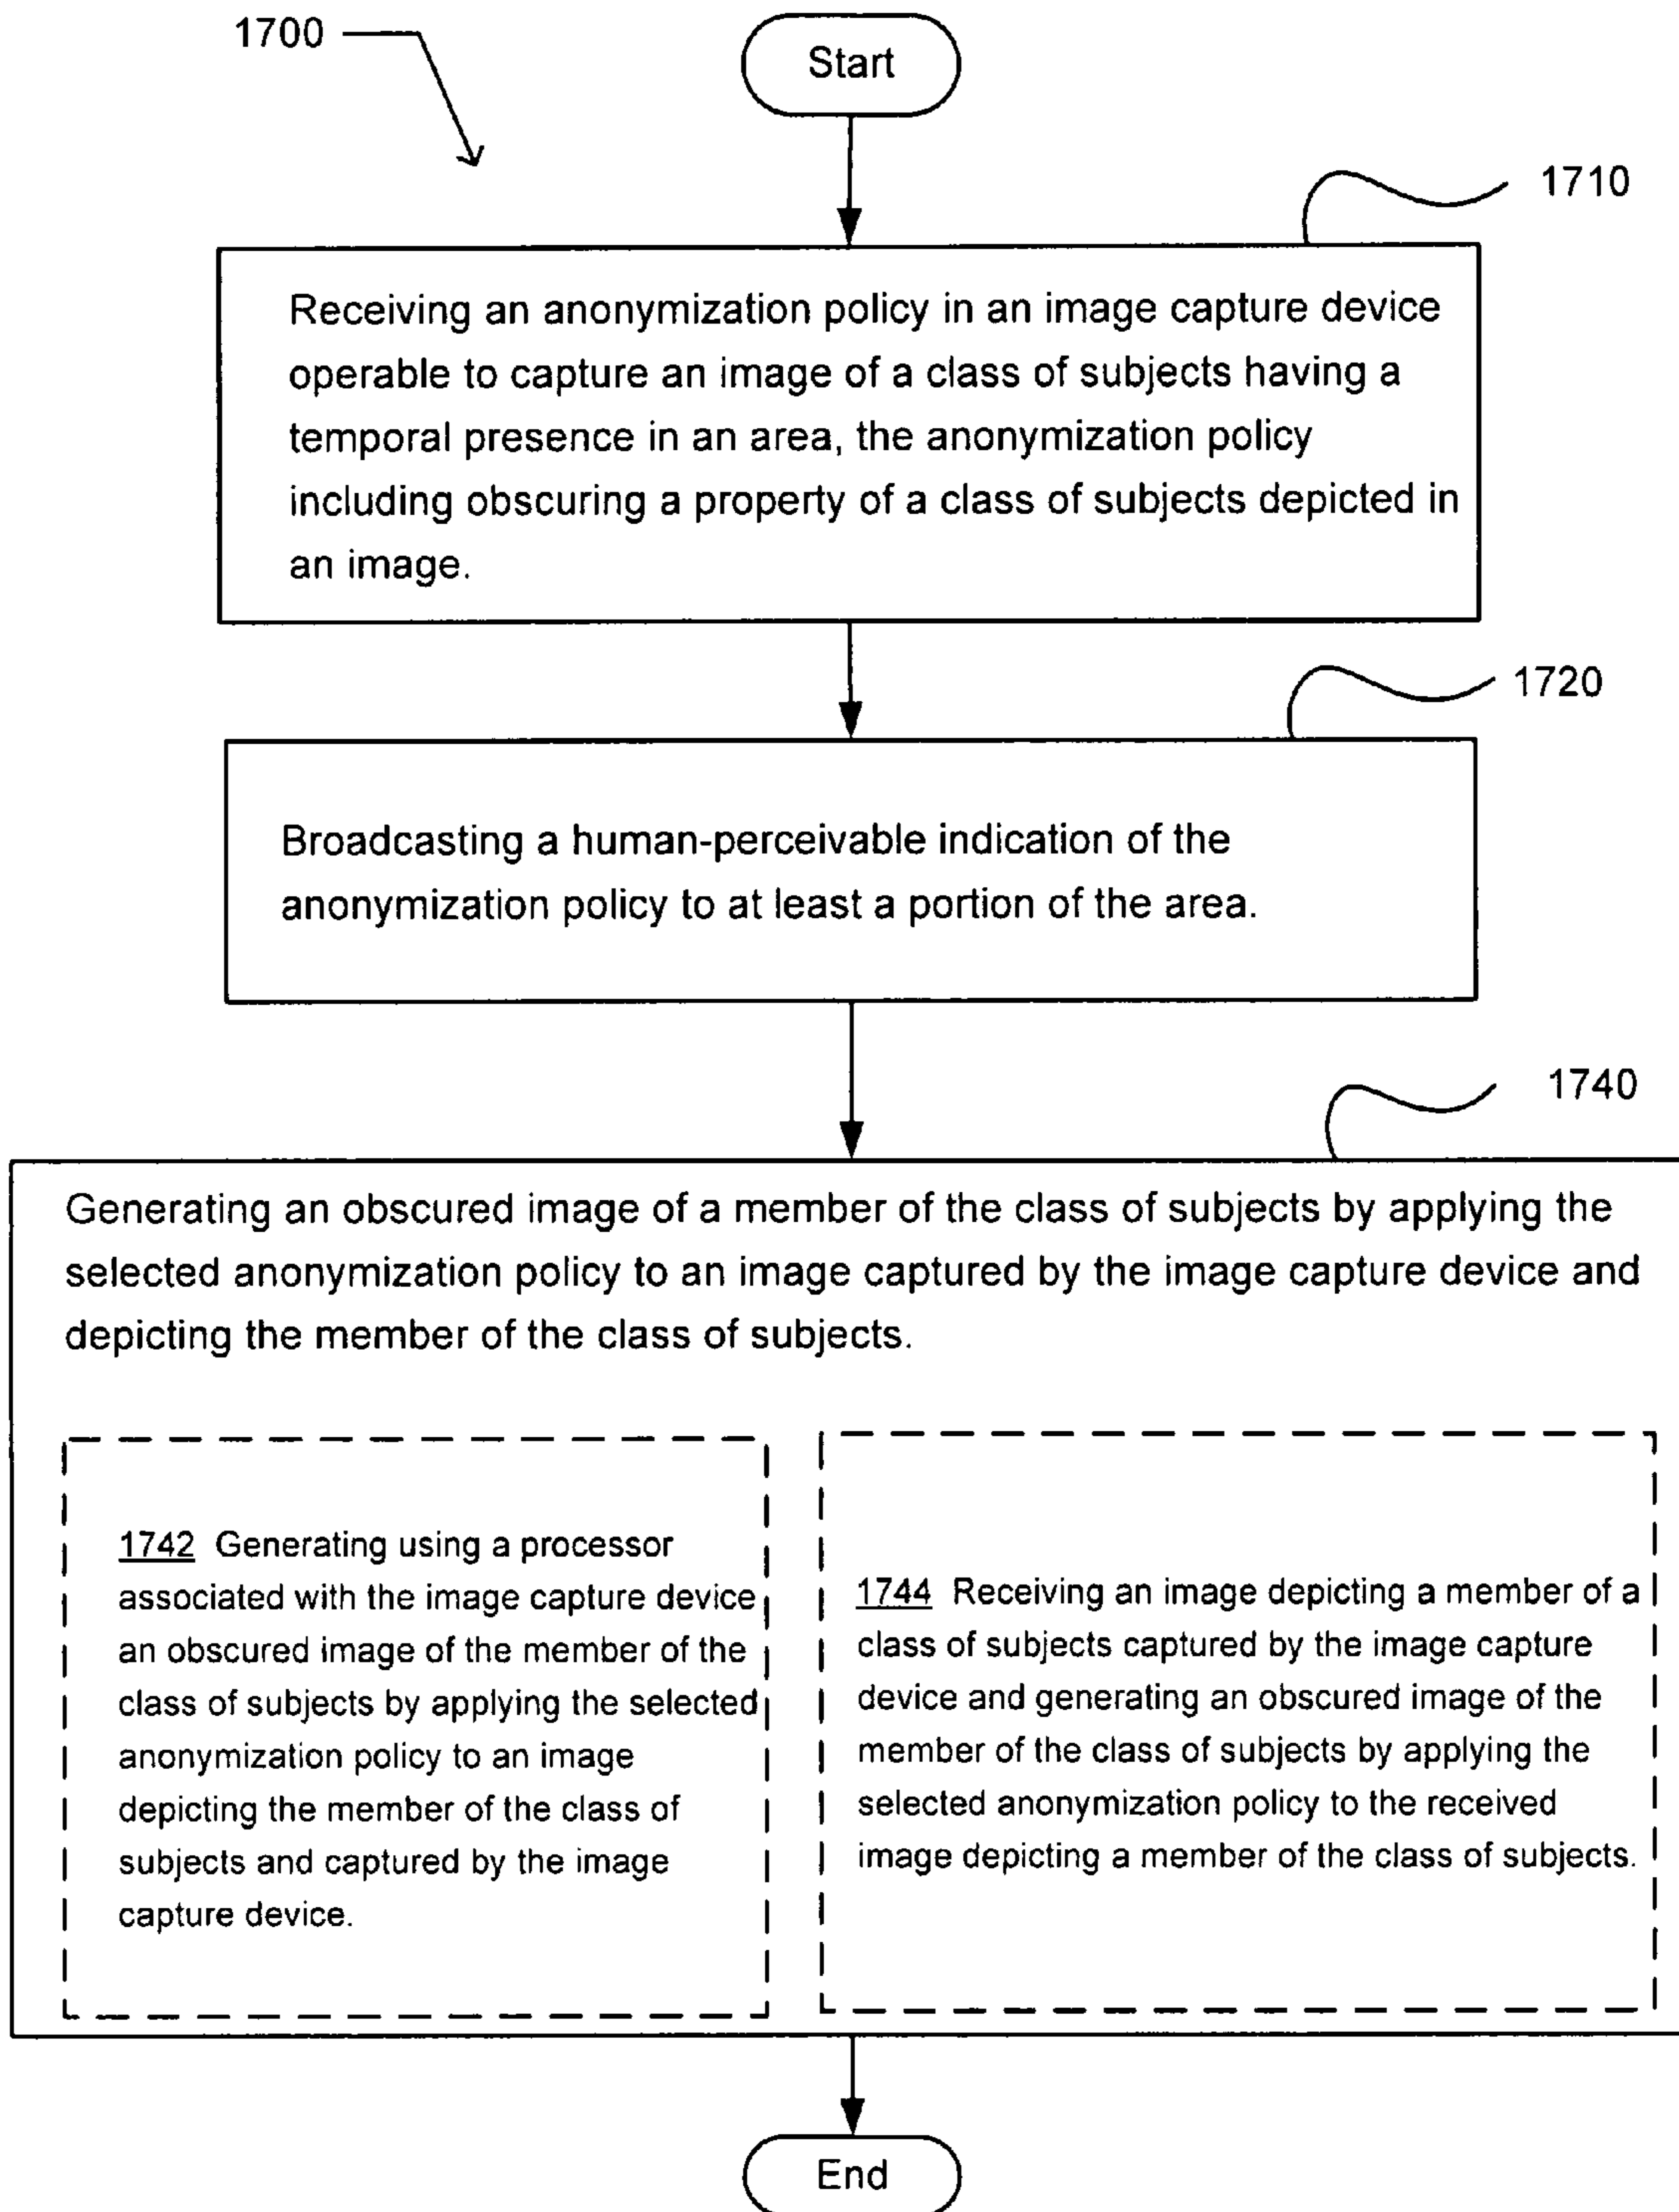 1700
Start
1710
Receiving an anonymization policy in an image capture device
operable to capture an image of a class of subjects having a
temporal presence in an area, the anonymization policy
including obscuring a property of a class of subjects depicted in
an image.
1720
Broadcasting a human-perceivable indication of the
anonymization policy to at least a portion of the area.
1740
Generating an obscured image of a member of the class of subjects by applying the
selected anonymization policy to an image captured by the image capture device and
depicting the member of the class of subjects.
1742 Generating using a processor
associated with the image capture device
an obscured image of the member of the
class of subjects by applying the selected
anonymization policy to an image
depicting the member of the class of
subjects and captured by the image
capture device.
1744 Receiving an image depicting a member of a
class of subjects captured by the image capture
device and generating an obscured image of the
member of the class of subjects by applying the
selected anonymization policy to the received
image depicting a member of the class of subjects.
End